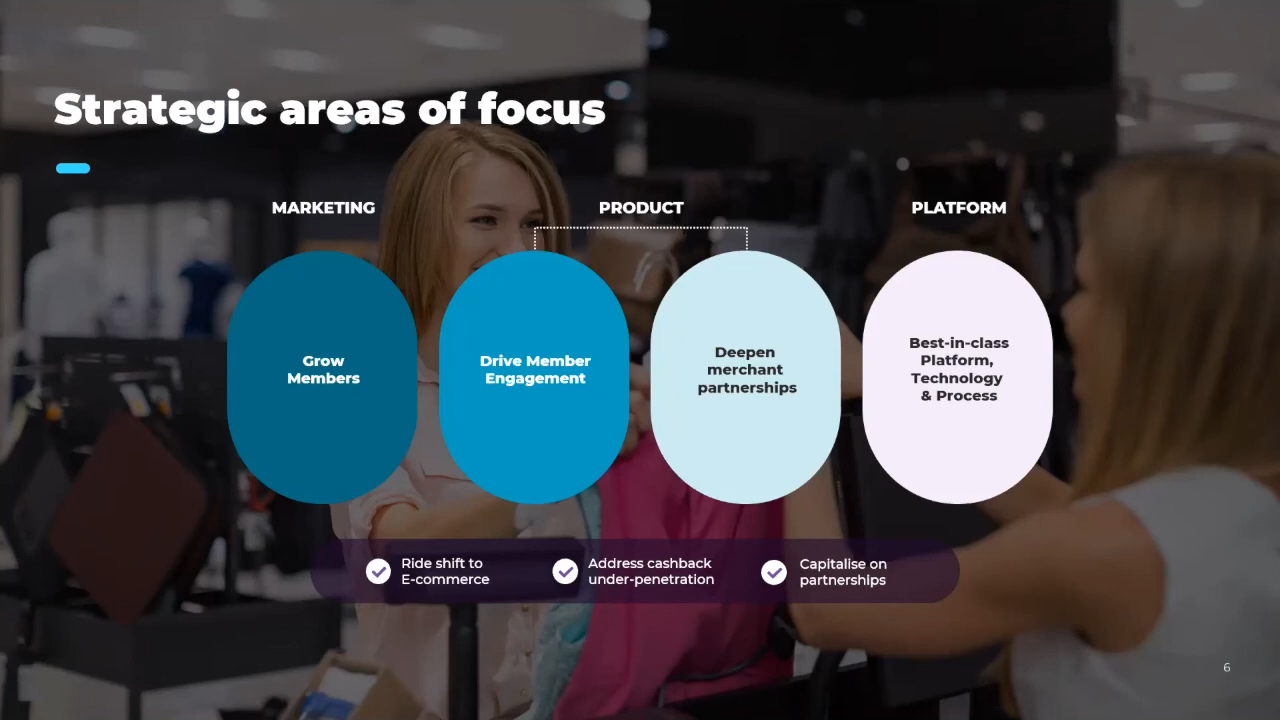 Strategic areas of focus
MARKETING
PRODUCT
PLATFORM
Grow
Members
Drive Member
Engagement
Deepen
merchant
partnerships
Best-in-class
Platform,
Technology
& Process
Ride shift to
E-commerce
Address cashback
under-penetration
Capitalise on
partnerships
6